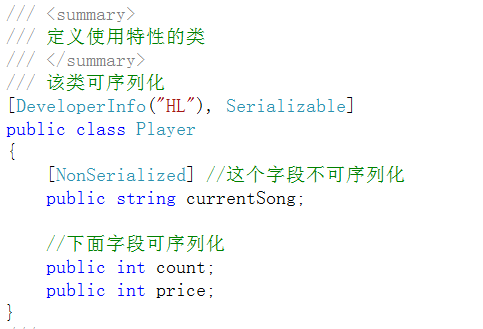 /// <summary>
/// 定义使用特性的类
/// </summary>
/// 该类可序列化
[DeveloperInfo("HL"), Serializable]
public class Player
{
    [NonSerialized] //这个字段不可序列化
    public string currentSong;

    //下面字段可序列化
    public int count;
    public int price;
}